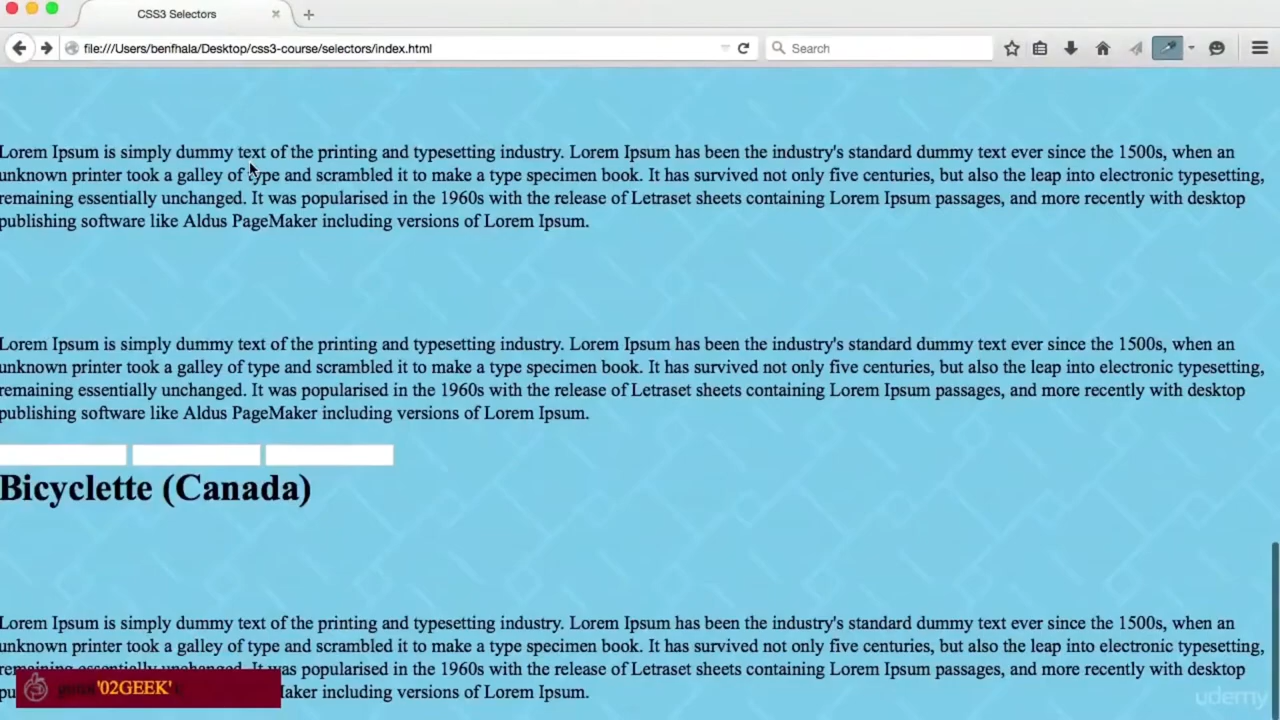 CSS3 Selectors
file:///Users/benfhala/Desktop/css3-course/selectors/index.html
Search
Lorem Ipsum is simply dummy text of the printing and typesetting industry. Lorem Ipsum has been the industry's standard dummy text ever since the 1500s, when an
unknown printer took a galley of type and scrambled it to make a type specimen book. It has survived not only five centuries, but also the leap into electronic typesetting,
remaining essentially unchanged. It was popularised in the 1960s with the release of Letraset sheets containing Lorem Ipsum passages, and more recently with desktop
publishing software like Aldus PageMaker including versions of Lorem Ipsum.
Lorem Ipsum is simply dummy text of the printing and typesetting industry. Lorem Ipsum has been the industry's standard dummy text ever since the 1500s, when an
unknown printer took a galley of type and scrambled it to make a type specimen book. It has survived not only five centuries, but also the leap into electronic typesetting,
remaining essentially unchanged. It was popularised in the 1960s with the release of Letraset sheets containing Lorem Ipsum passages, and more recently with desktop
publishing software like Aldus PageMaker including versions of Lorem Ipsum.
Bicyclette (Canada)
Lorem Ipsum is simply dummy text of the printing and typesetting industry. Lorem Ipsum has been the industry's standard dummy text ever since the 1500s, when an
unknown printer took a galley of type and scrambled it to make a type specimen book. It has survived not only five centuries, but also the leap into electronic typesetting,
remaining essentially unchanged. It was popularised in the 1960s with the release of Letraset sheets containing Lorem Ipsum passages, and more recently with desktop
including versions of Lorem Ipsum.
'02GEEK'
udemy